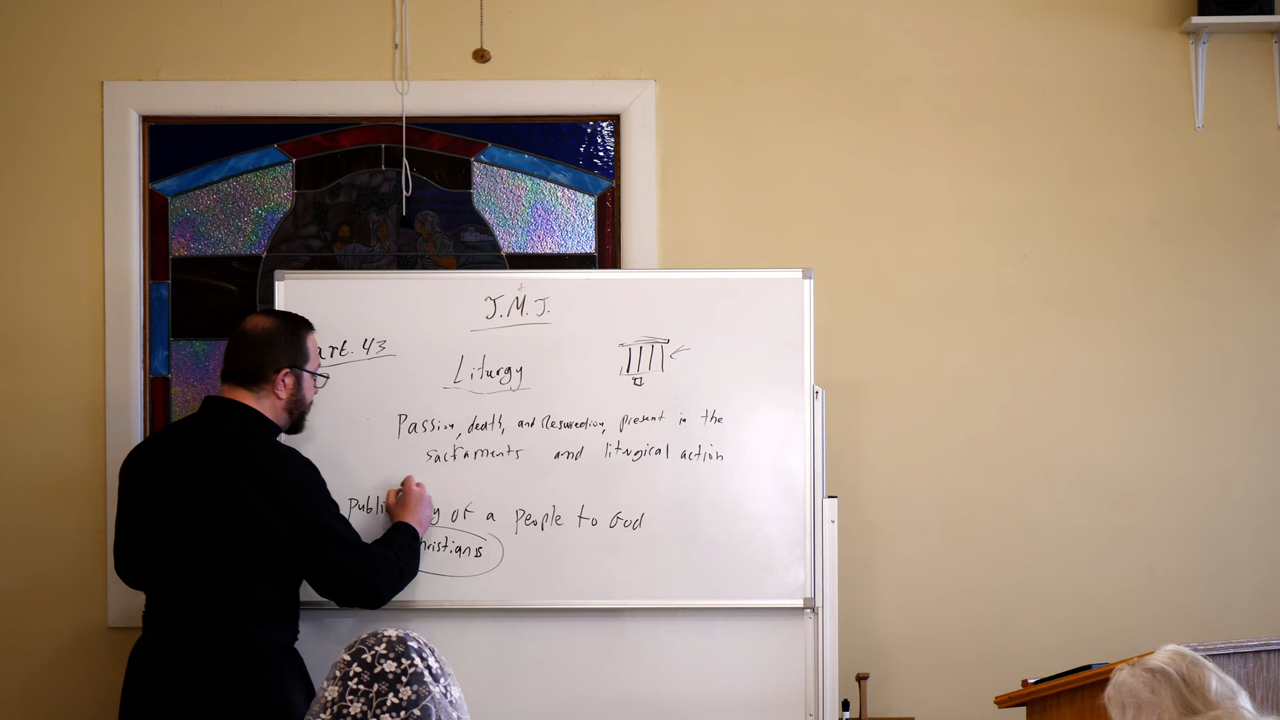 J.M.J.
art. 43
Liturgy
Passion, death, and Resurrection, present in the
sacraments and liturgical action
publi y of a people to God
hristians